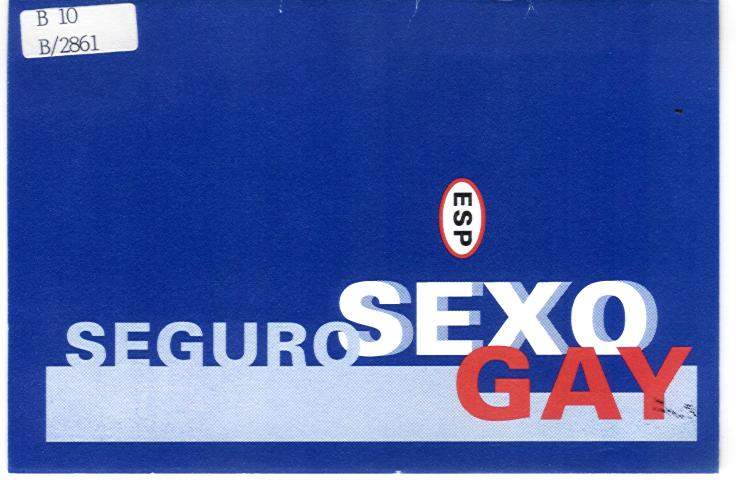 B 10
B/2861
ESP
SEGURO SEXO
GAY